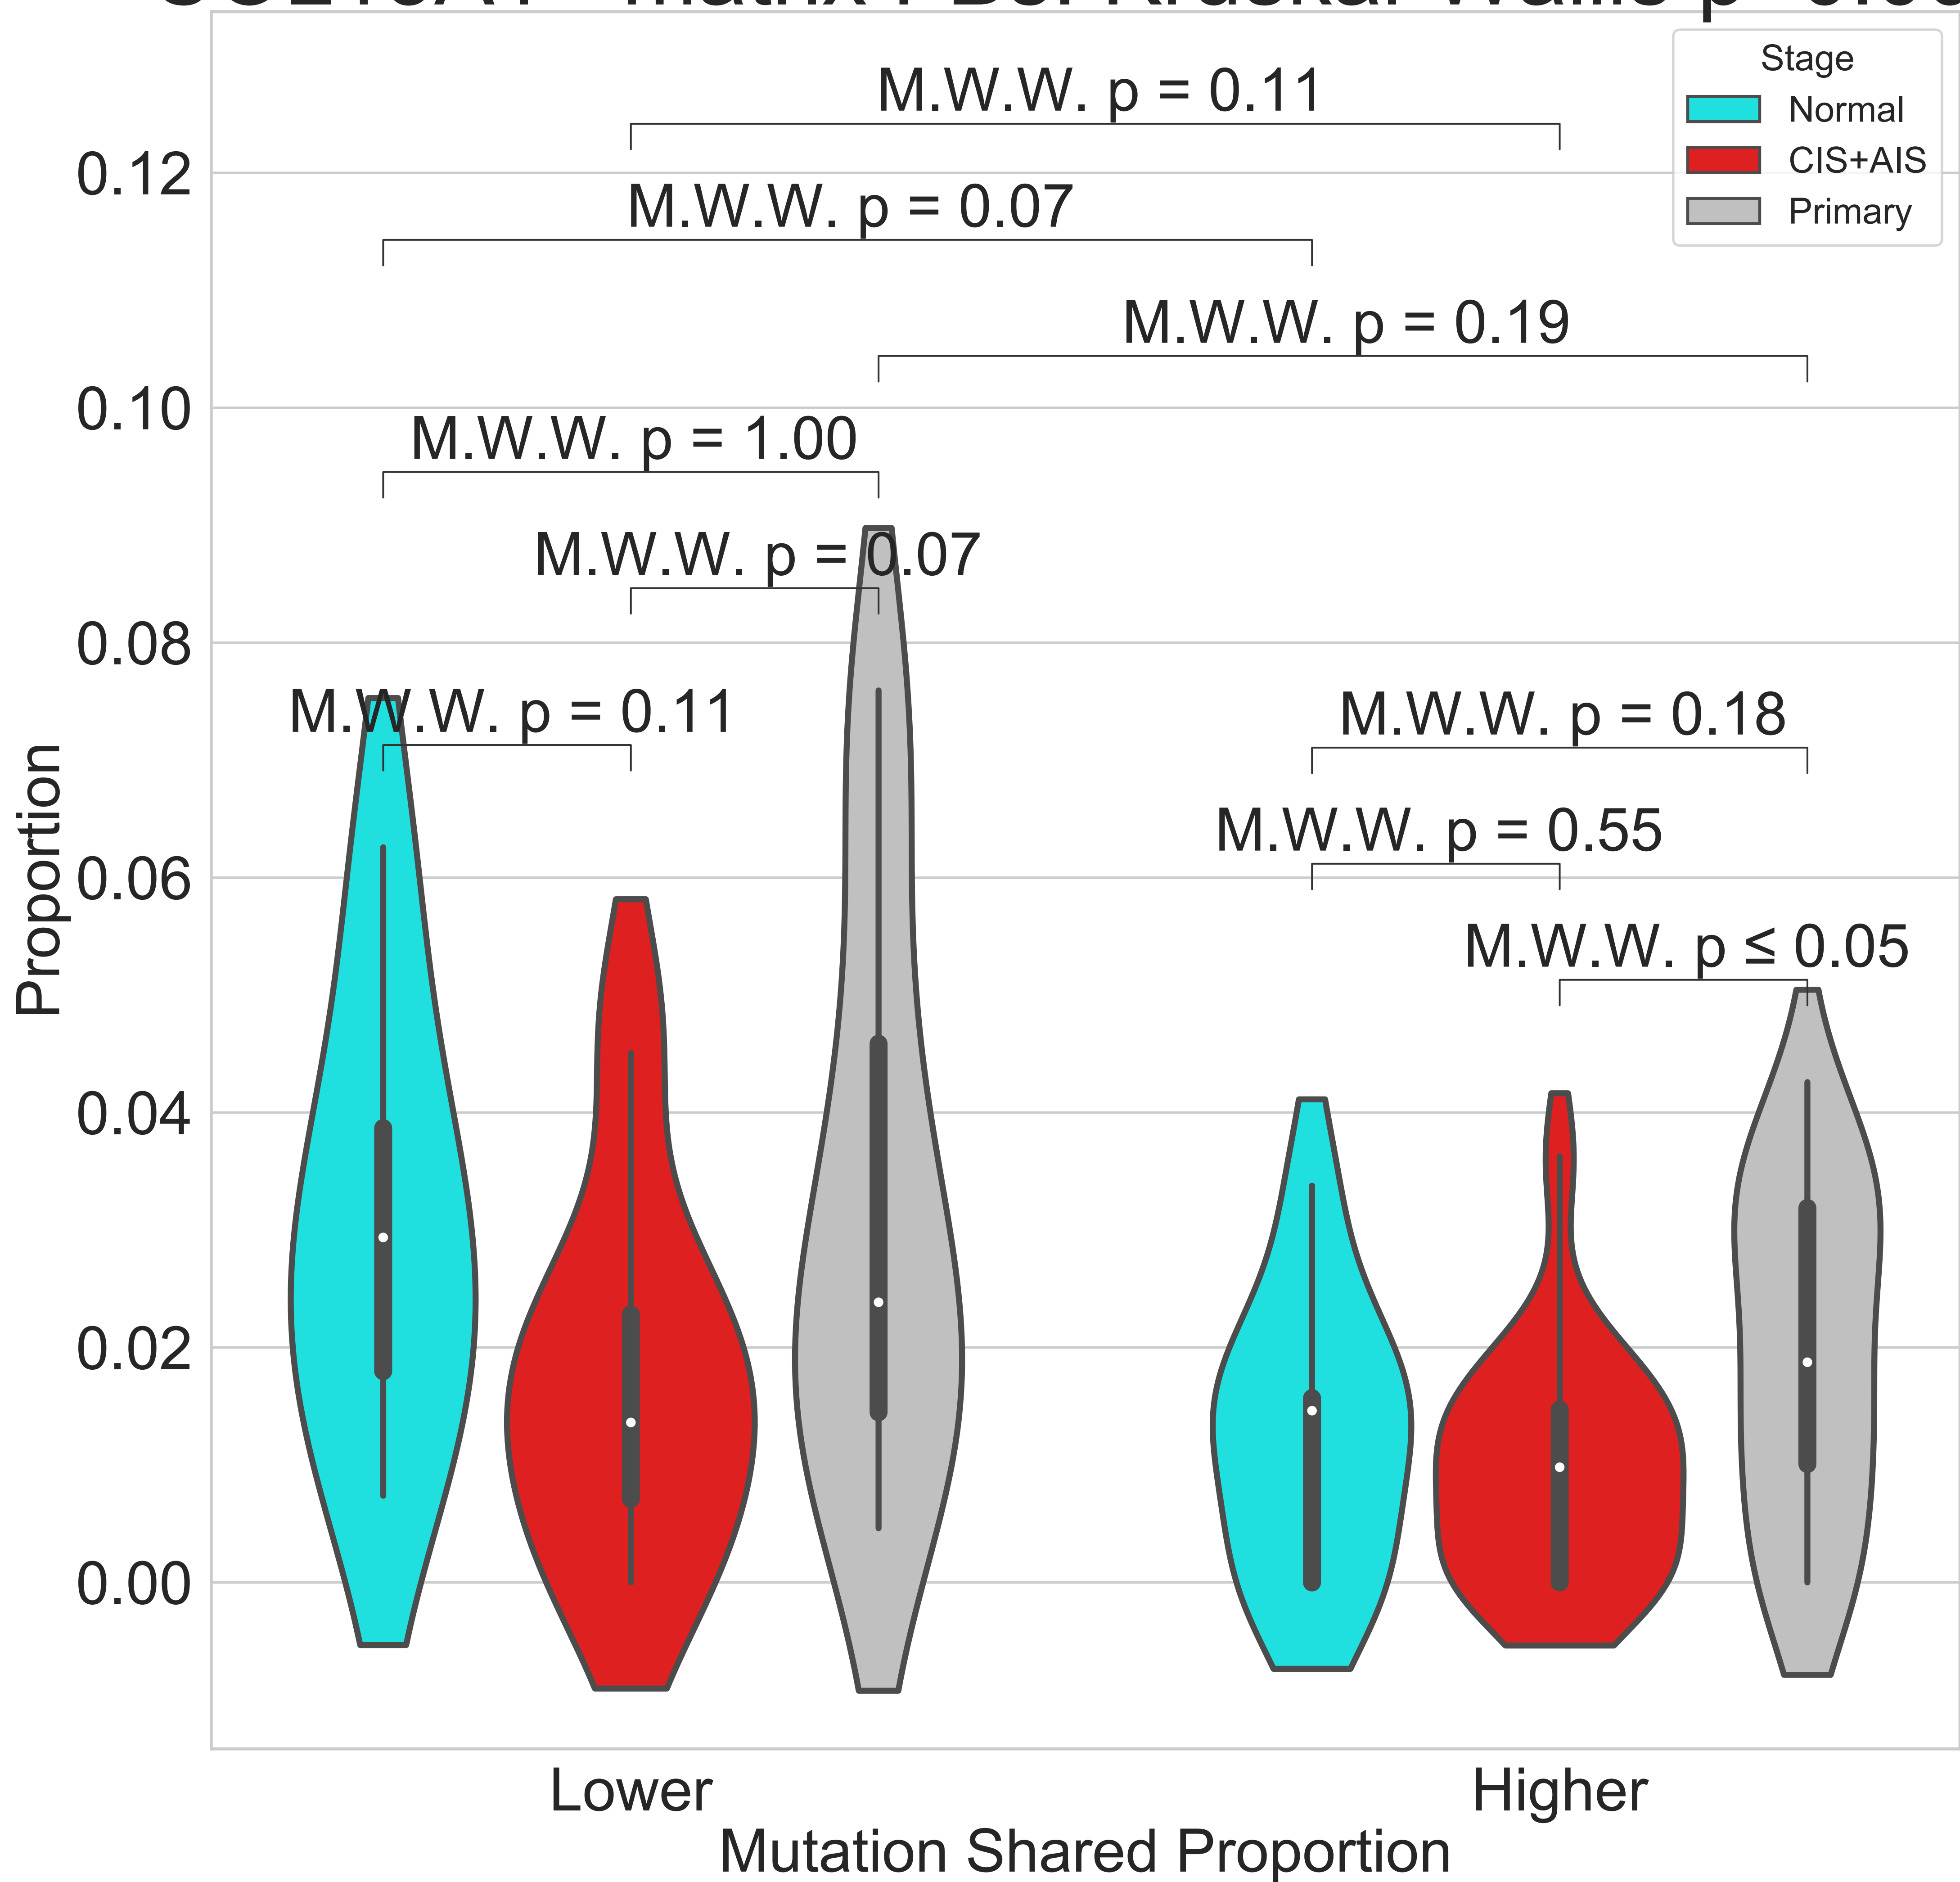 M.W.W. p = 0.11
M.W.W. p = 0.07
M.W.W. p = 0.19
M.W.W. p = 1.00
M.W.W. p = 0.07
M.W.W. p = 0.11
M.W.W. p = 0.18
M.W.W. p = 0.55
M.W.W. p ≤ 0.05
Stage
Normal
CIS+AIS
Primary
0.12
0.10
0.08
0.06
0.04
0.02
0.00
Proportion
Lower
Higher
Mutation Shared Proportion